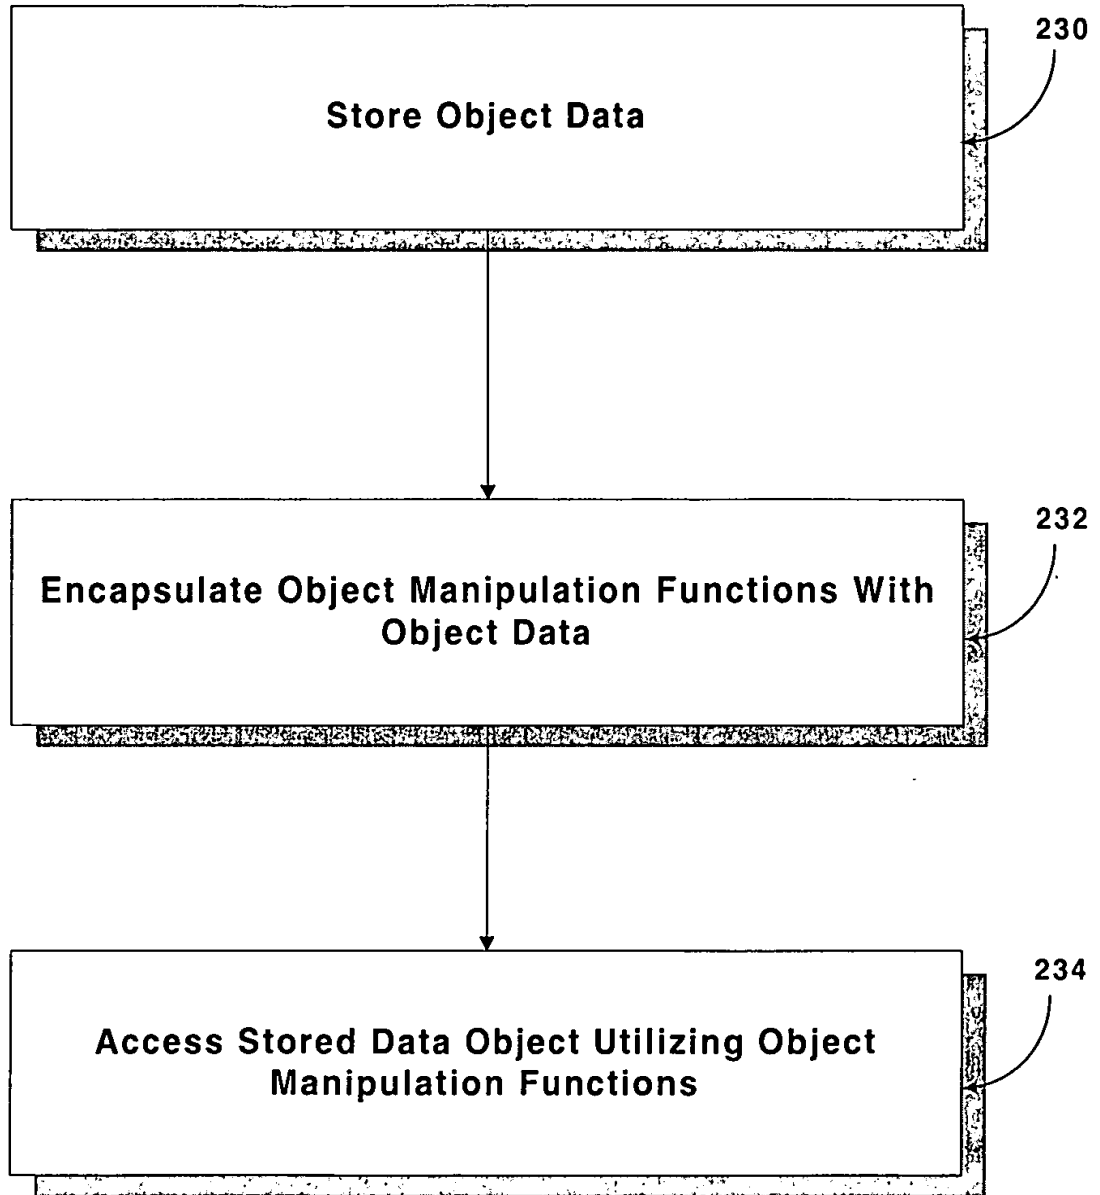 230
Store Object Data
232
Encapsulate Object Manipulation Functions With
Object Data
234
Access Stored Data Object Utilizing Object
Manipulation Functions